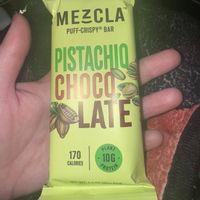 MEZCLA
PUFF-CRISPY® BAR
PISTACHIO
CHOCO
LATE
170
CALORIES
PLANT
10G
PROTEIN